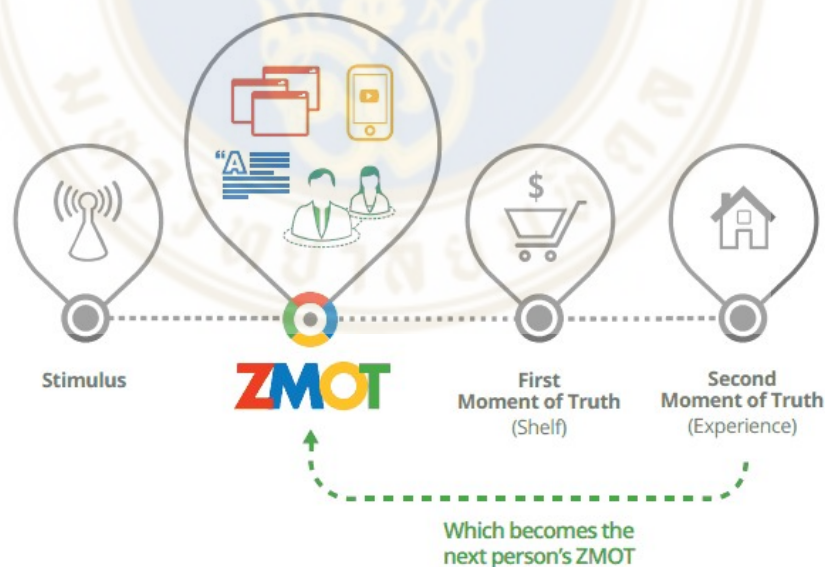 "A
$
Stimulus
ZMOT
First
Moment of Truth
(Shelf)
Second
Moment of Truth
(Experience)
Which becomes the
next person's ZMOT